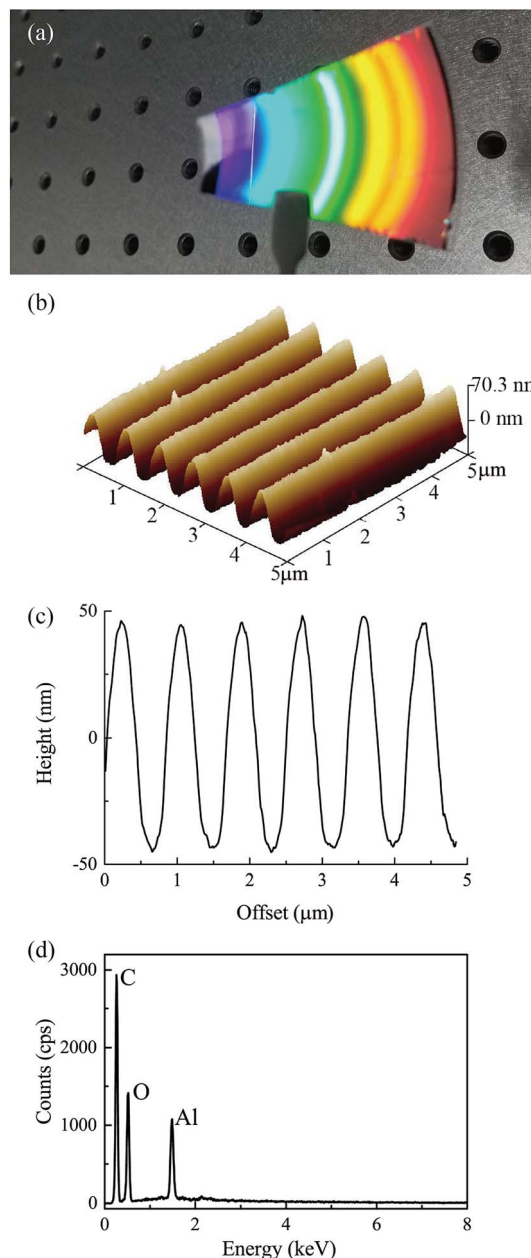 (a)
(b)
70.3 nm
0 nm
1
2
3
4
5µm
1
2
3
4
5µm
(c)
50
0
-50
Height (nm)
0 1 2 3 4 5
Offset (µm)
(d)
3000
2000
1000
0
Counts (cps)
C
O
Al
0 2 4 6 8
Energy (keV)